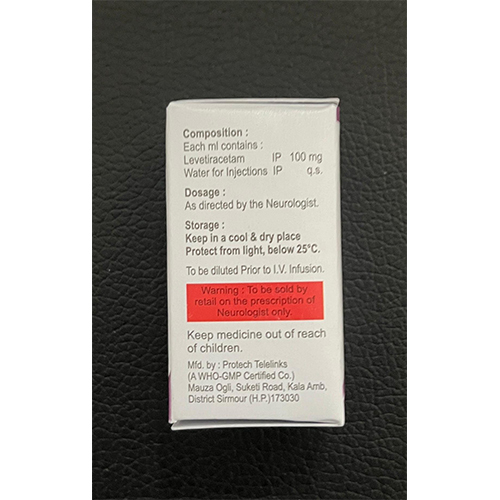 Composition :
Each ml contains :
Levetiracetam IP 100 mg
Water for Injections IP q.s.
Dosage :
As directed by the Neurologist.
Storage :
Keep in a cool & dry place
Protect from light, below 25°C.
To be diluted Prior to I.V. Infusion.
Warning : To be sold by
retail on the prescription of
Neurologist only.
Keep medicine out of reach
of children.
Mfd. by : Protech Telelinks
(A WHO-GMP Certified Co.)
Mauza Ogli, Suketi Road, Kala Amb,
District Sirmour (H.P.)173030